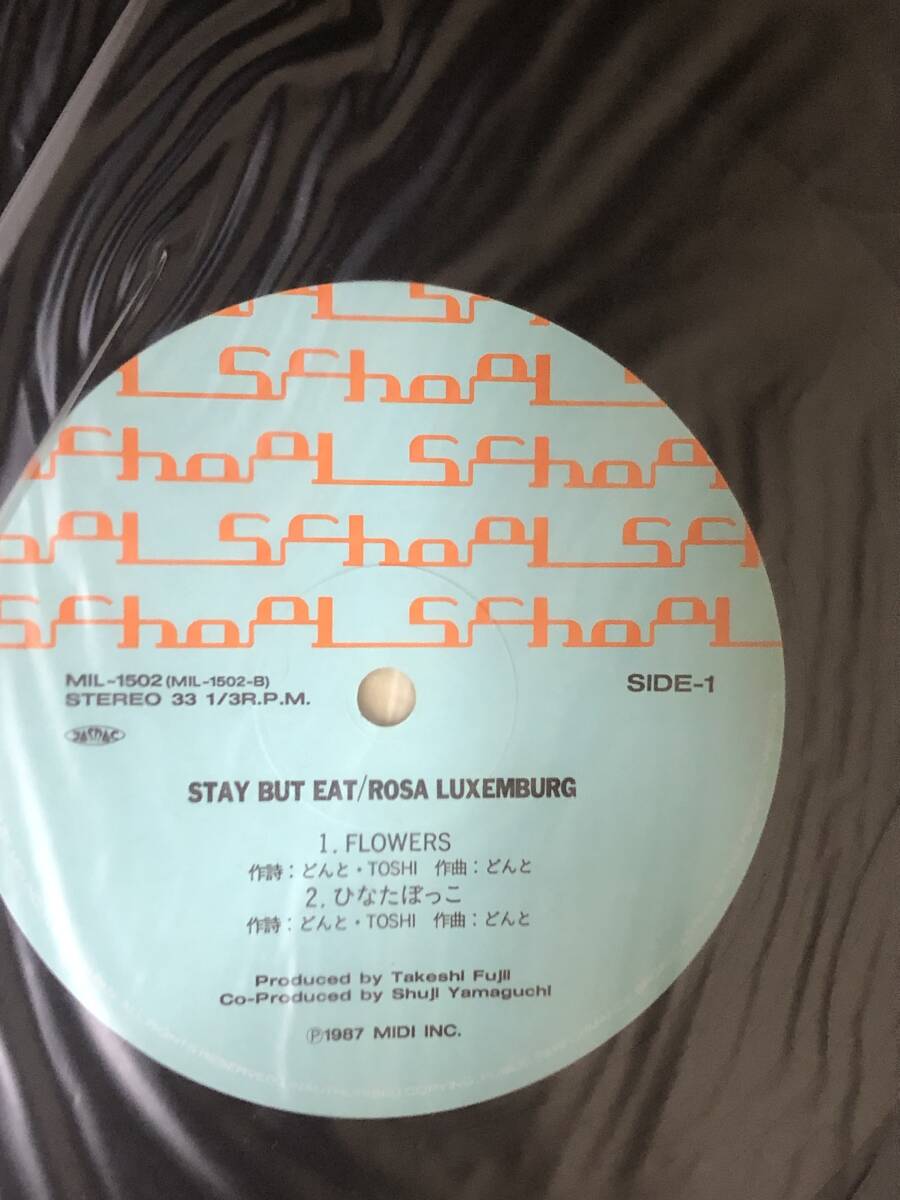 School
School School
School School
School School
School School
MIL-1502 (MIL-1502-B)
STEREO 33 1/3R.P.M.
SIDE-1
JASRAC
STAY BUT EAT/ROSA LUXEMBURG
1. FLOWERS
作詩：どんと・TOSHI 作曲：どんと
2. ひなたぼっこ
作詩：どんと・TOSHI 作曲：どんと
Produced by Takeshi Fujii
Co-Produced by Shuji Yamaguchi
℗1987 MIDI INC.